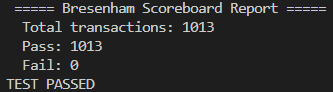 ===== Bresenham Scoreboard Report =====
Total transactions: 1013
Pass: 1013
Fail: 0
TEST PASSED